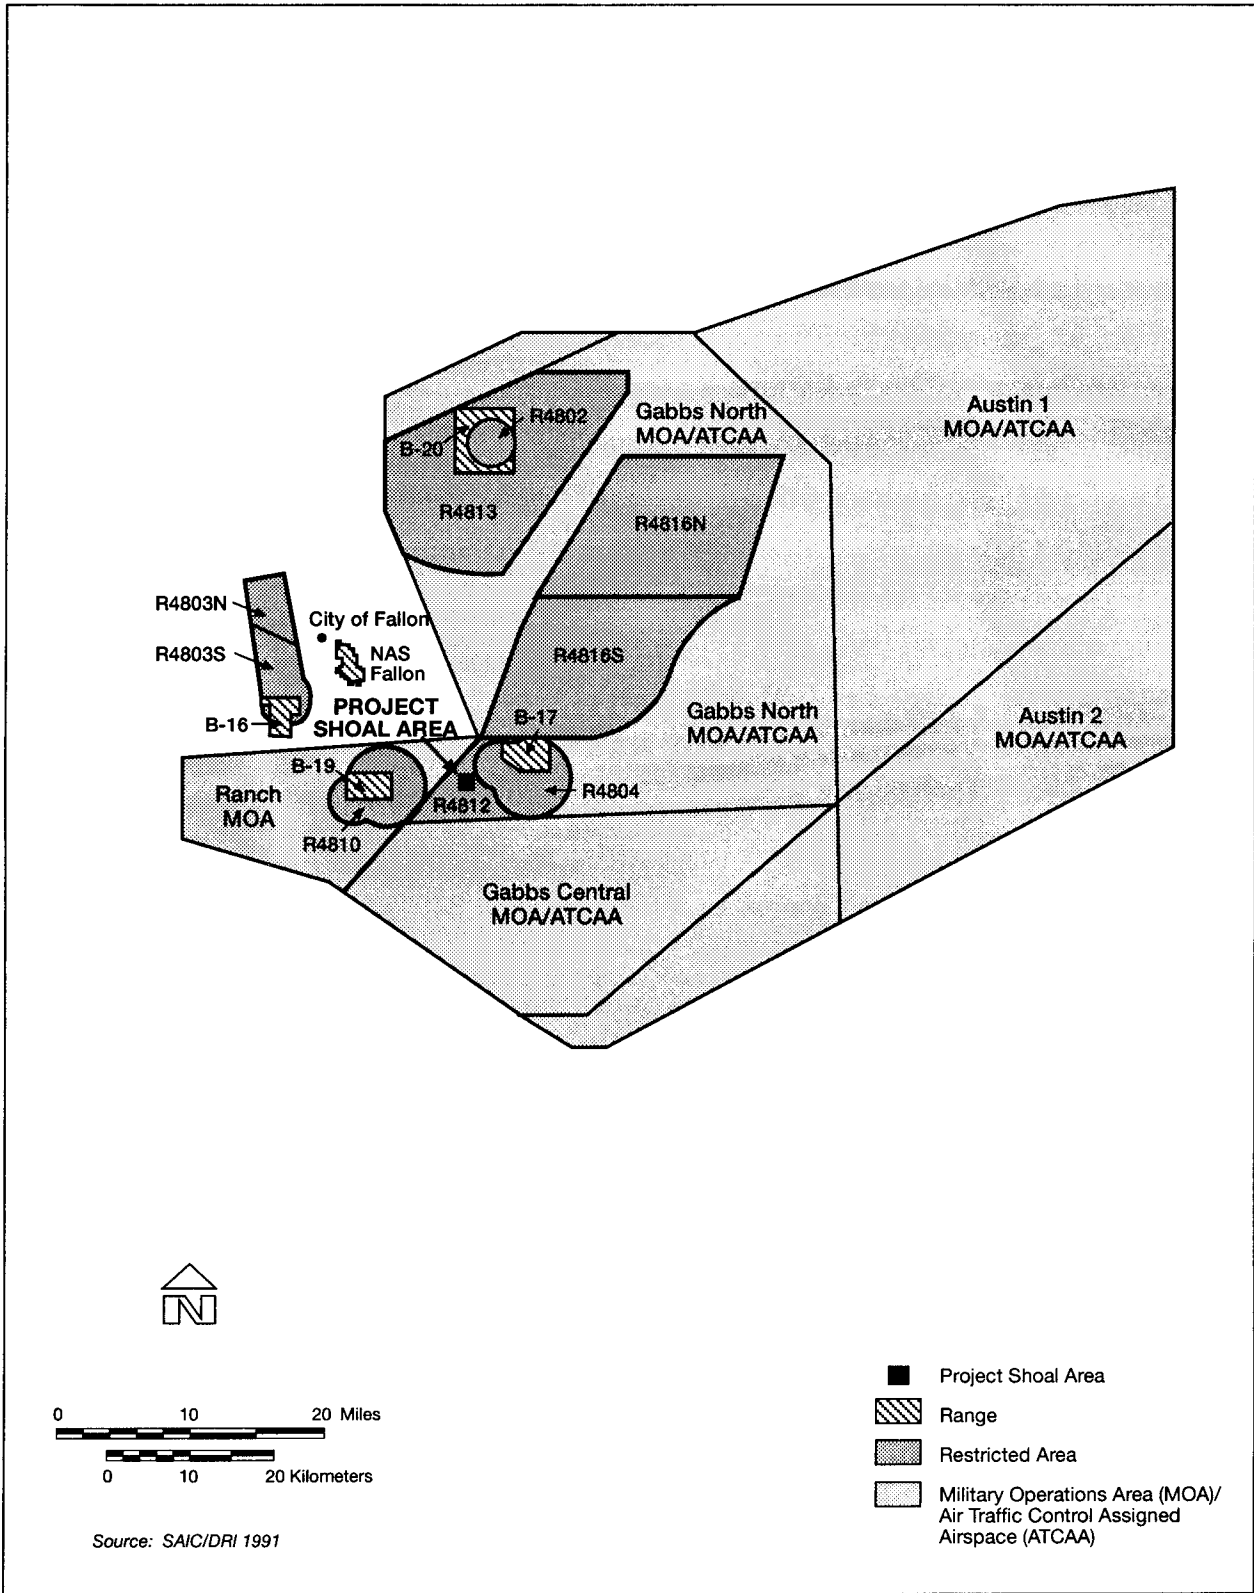 Austin 1
MOA/ATCAA
Gabbs North
MOA/ATCAA
R4802
B-20
R4813
R4816N
R4803N
City of Fallon
R4803S
NAS
Fallon
R4816S
PROJECT
SHOAL AREA
B-16
B-17
Gabbs North
MOA/ATCAA
Austin 2
MOA/ATCAA
B-19
Ranch
MOA
R4812
R4804
R4810
Gabbs Central
MOA/ATCAA
N
0 10 20 Miles
0 10 20 Kilometers
Source: SAIC/DRI 1991
Project Shoal Area
Range
Restricted Area
Military Operations Area (MOA)/
Air Traffic Control Assigned
Airspace (ATCAA)